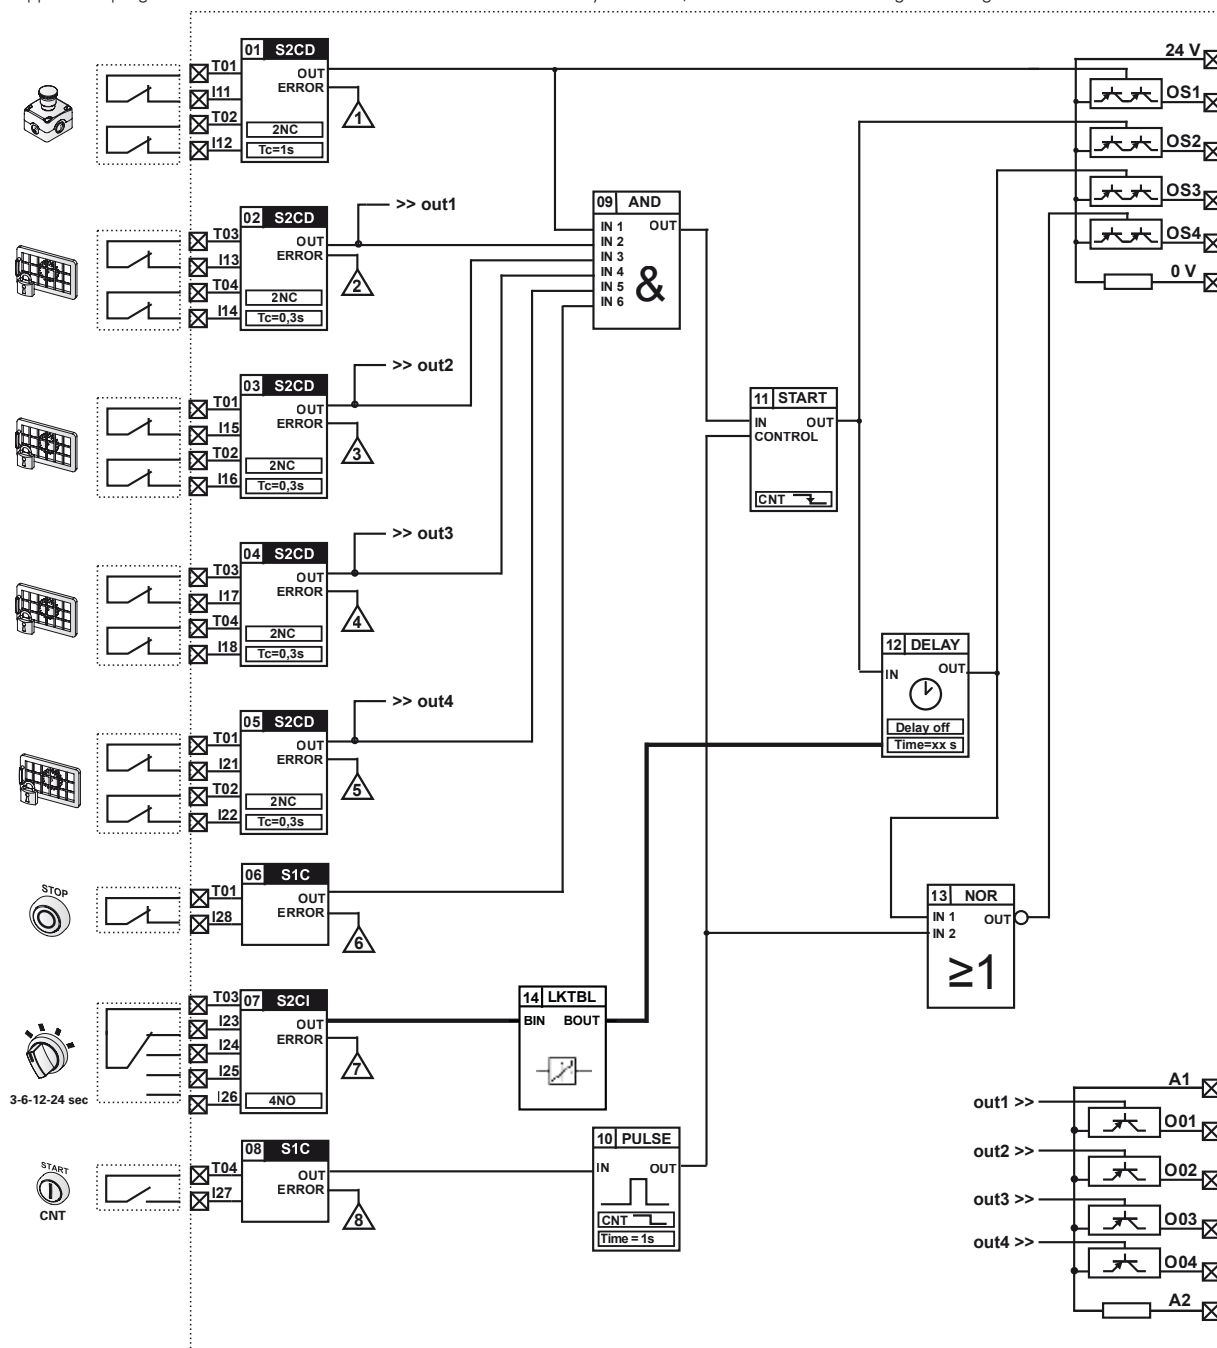 01 S2CD
T01
I11
T02
I12
OUT
ERROR
2NC
Tc=1s
1
02 S2CD
T03
I13
T04
I14
OUT
ERROR
2NC
Tc=0,3s
2
>> out1
03 S2CD
T01
I15
T02
I16
OUT
ERROR
2NC
Tc=0,3s
3
>> out2
04 S2CD
T03
I17
T04
I18
OUT
ERROR
2NC
Tc=0,3s
4
>> out3
05 S2CD
T01
I21
T02
I22
OUT
ERROR
2NC
Tc=0,3s
5
>> out4
STOP
06 S1C
T01
I28
OUT
ERROR
6
3-6-12-24 sec
07 S2CI
T03
I23
I24
I25
I26
OUT
ERROR
4NO
7
START
CNT
08 S1C
T04
I27
OUT
ERROR
8
09 AND
IN 1
IN 2
IN 3
IN 4
IN 5
IN 6
OUT
&
10 PULSE
IN OUT
CNT
Time = 1s
11 START
IN OUT
CONTROL
CNT
12 DELAY
IN OUT
Delay off
Time=xx s
13 NOR
IN 1
IN 2
OUT
≥1
14 LKTBL
BIN BOUT
24 V
OS1
OS2
OS3
OS4
0 V
A1
out1 >>
O01
out2 >>
O02
out3 >>
O03
out4 >>
O04
A2